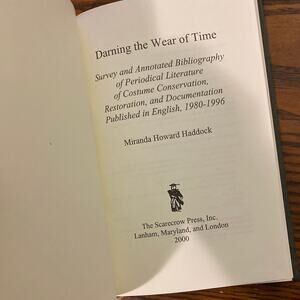 Darning the Wear of Time
Survey and Annotated Bibliography
of Periodical Literature
of Costume Conservation,
Restoration, and Documentation
Published in English, 1980-1996
Miranda Howard Haddock
The Scarecrow Press, Inc.
Lanham, Maryland, and London
2000